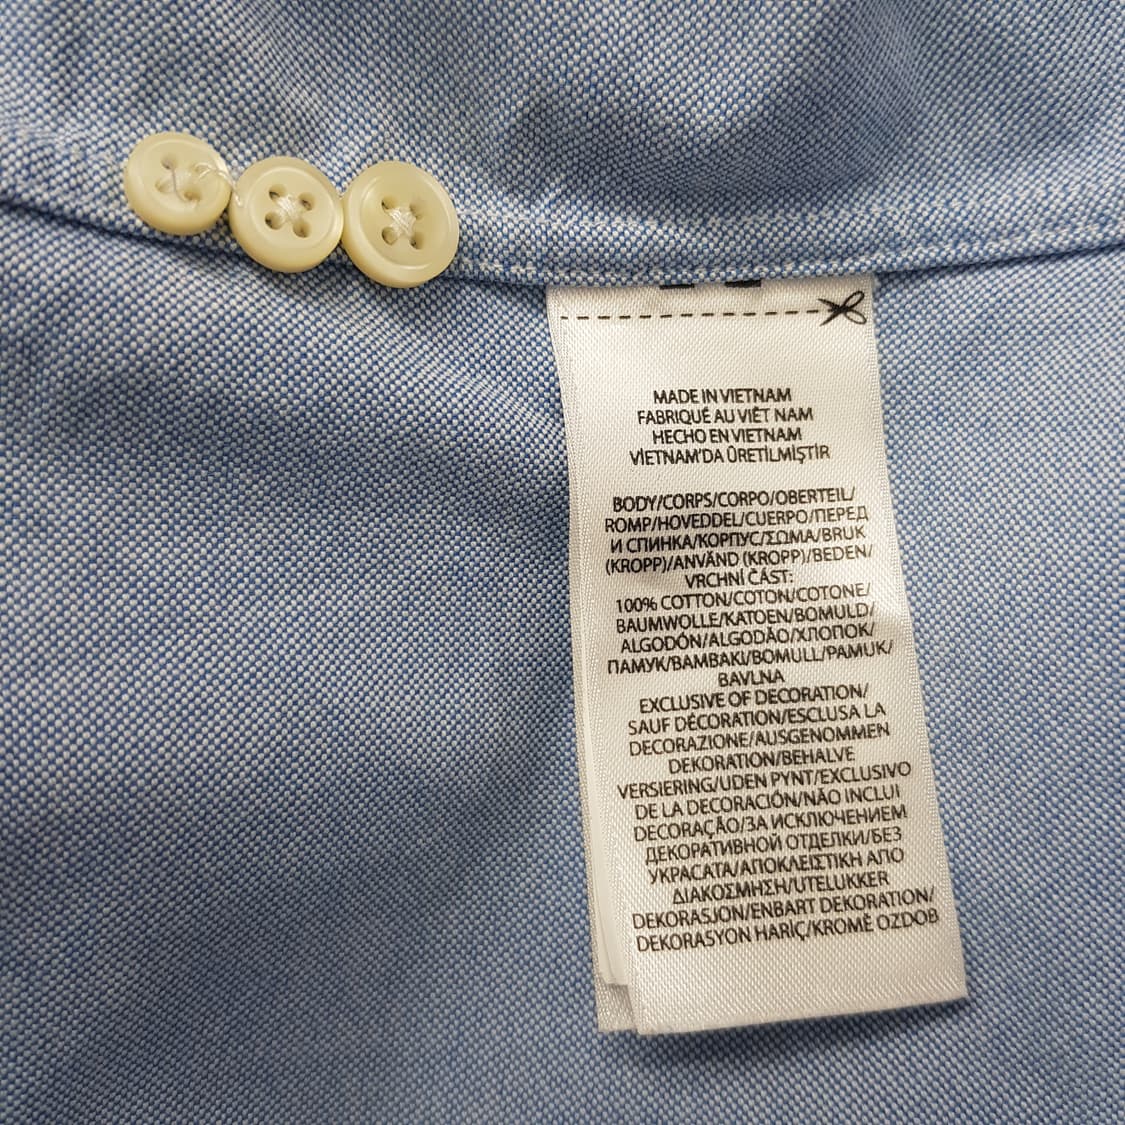 MADE IN VIETNAM
FABRIQUÉ AU VIÊT NAM
HECHO EN VIETNAM
VİETNAM'DA ÜRETİLMİŞTİR
BODY/CORPS/CORPO/OBERTEIL/
ROMP/HOVEDDEL/CUERPO/ПЕРЕД
И СПИНКА/КОРПУС/ΣΩΜΑ/BRUK
(KROPP)/ANVÄND (KROPP)/BEDEN/
VRCHNÍ ČÁST:
100% COTTON/COTON/COTONE/
BAUMWOLLE/KATOEN/BOMULD/
ALGODÓN/ALGODÃO/ХЛОПОК/
ПАМУК/ΒΑΜΒΑΚΙ/BOMULL/PAMUK/
BAVLNA
EXCLUSIVE OF DECORATION/
SAUF DÉCORATION/ESCLUSA LA
DECORAZIONE/AUSGENOMMEN
DEKORATION/BEHALVE
VERSIERING/UDEN PYNT/EXCLUSIVO
DE LA DECORACIÓN/NÃO INCLUI
DECORAÇÃO/ЗА ИСКЛЮЧЕНИЕМ
ДЕКОРАТИВНОЙ ОТДЕЛКИ/БЕЗ
УКРАСАТА/ΑΠΟΚΛΕΙΣΤΙΚΗ ΑΠΟ
ΔΙΑΚΟΣΜΗΣΗ/UTELUKKER
DEKORASJON/ENBART DEKORATION/
DEKORASYON HARİÇ/KROMĚ OZDOB